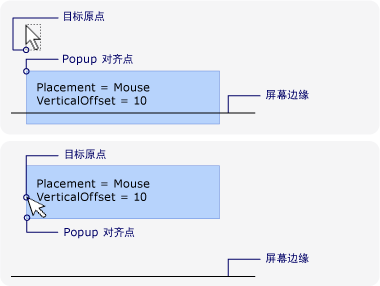 目标原点
Popup 对齐点
Placement = Mouse
VerticalOffset = 10
屏幕边缘
目标原点
Placement = Mouse
VerticalOffset = 10
Popup 对齐点
屏幕边缘